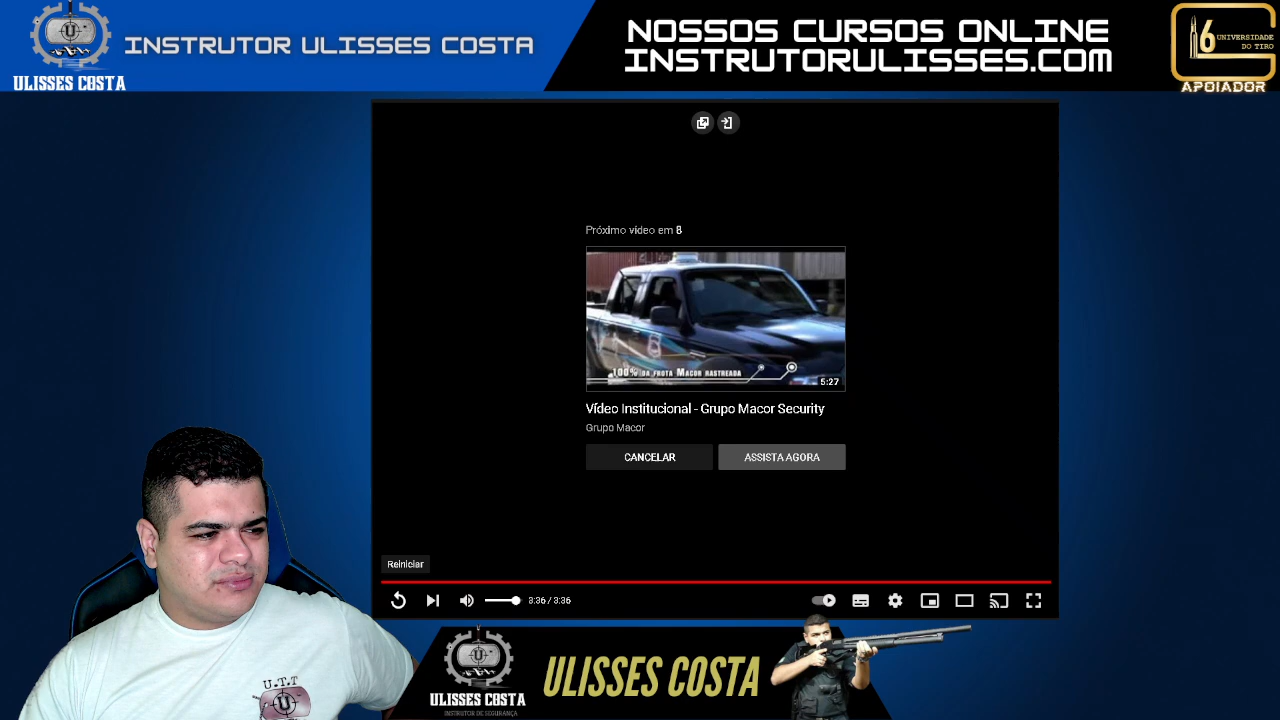 ULISSES COSTA
INSTRUTOR ULISSES COSTA
NOSSOS CURSOS ONLINE
INSTRUTORULISSES.COM
6 UNIVERSIDADE
DO TIRO
APOIADOR
Próximo vídeo em 8
100% da frota Macor rastreada
5:27
Vídeo Institucional - Grupo Macor Security
Grupo Macor
CANCELAR
ASSISTA AGORA
Reiniciar
3:36 / 3:36
U.T.T
U
ULISSES COSTA
INSTRUTOR DE SEGURANÇA
ULISSES COSTA